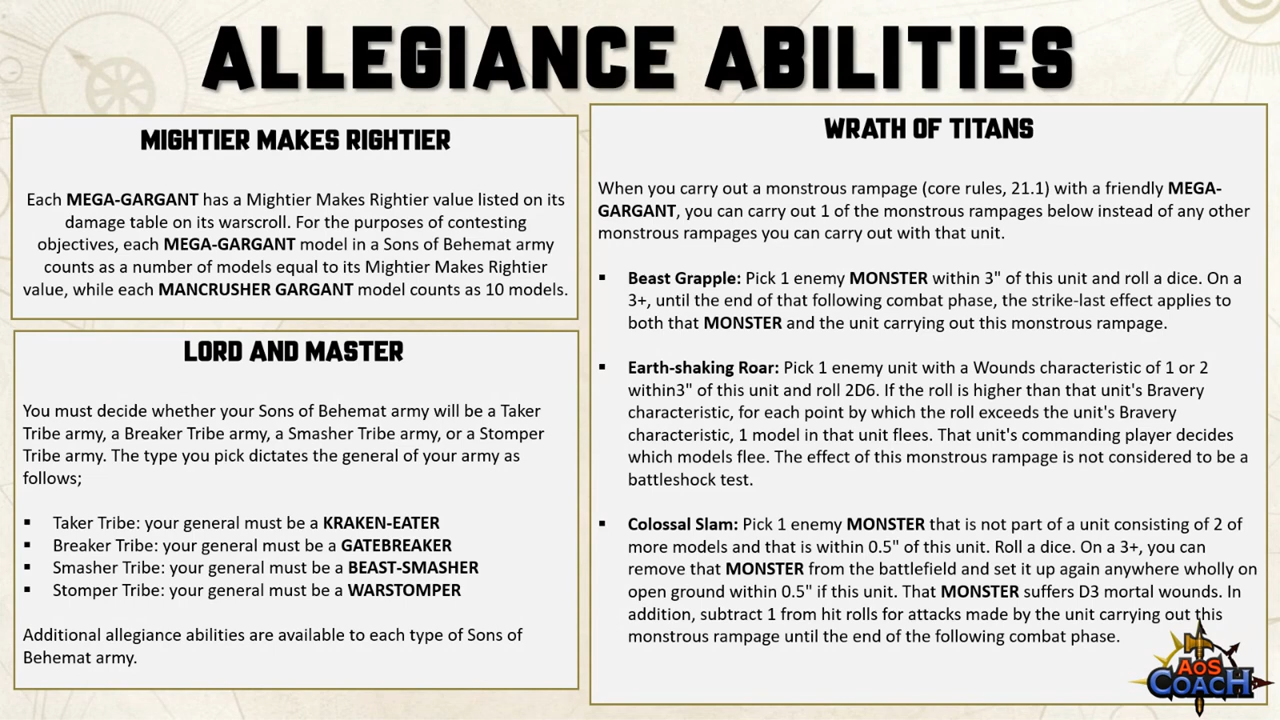 ALLEGIANCE ABILITIES
MIGHTIER MAKES RIGHTIER
Each MEGA-GARGANT has a Mightier Makes Rightier value listed on its
damage table on its warscroll. For the purposes of contesting
objectives, each MEGA-GARGANT model in a Sons of Behemat army
counts as a number of models equal to its Mightier Makes Rightier
value, while each MANCRUSHER GARGANT model counts as 10 models.
LORD AND MASTER
You must decide whether your Sons of Behemat army will be a Taker
Tribe army, a Breaker Tribe army, a Smasher Tribe army, or a Stomper
Tribe army. The type you pick dictates the general of your army as
follows;
▪ Taker Tribe: your general must be a KRAKEN-EATER
▪ Breaker Tribe: your general must be a GATEBREAKER
▪ Smasher Tribe: your general must be a BEAST-SMASHER
▪ Stomper Tribe: your general must be a WARSTOMPER
Additional allegiance abilities are available to each type of Sons of
Behemat army.
WRATH OF TITANS
When you carry out a monstrous rampage (core rules, 21.1) with a friendly MEGA-
GARGANT, you can carry out 1 of the monstrous rampages below instead of any other
monstrous rampages you can carry out with that unit.
▪ Beast Grapple: Pick 1 enemy MONSTER within 3" of this unit and roll a dice. On a
3+, until the end of that following combat phase, the strike-last effect applies to
both that MONSTER and the unit carrying out this monstrous rampage.
▪ Earth-shaking Roar: Pick 1 enemy unit with a Wounds characteristic of 1 or 2
within3" of this unit and roll 2D6. If the roll is higher than that unit's Bravery
characteristic, for each point by which the roll exceeds the unit's Bravery
characteristic, 1 model in that unit flees. That unit's commanding player decides
which models flee. The effect of this monstrous rampage is not considered to be a
battleshock test.
▪ Colossal Slam: Pick 1 enemy MONSTER that is not part of a unit consisting of 2 of
more models and that is within 0.5" of this unit. Roll a dice. On a 3+, you can
remove that MONSTER from the battlefield and set it up again anywhere wholly on
open ground within 0.5" if this unit. That MONSTER suffers D3 mortal wounds. In
addition, subtract 1 from hit rolls for attacks made by the unit carrying out this
monstrous rampage until the end of the following combat phase.
AoS
COACH